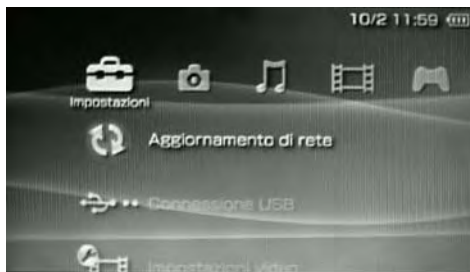 10/2 11:59
Impostazioni
Aggiornamento di rete
Connessione USB
Impostazioni video